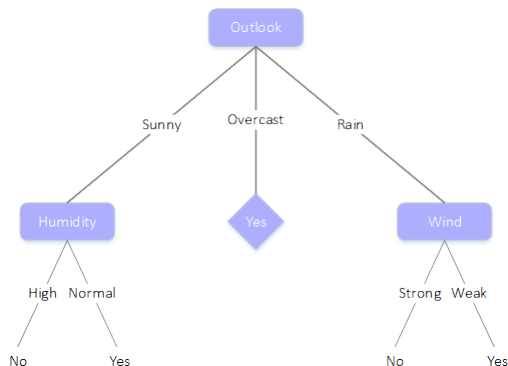 Outlook
Sunny
Overcast
Rain
Humidity
Yes
Wind
High
Normal
Strong
Weak
No
Yes
No
Yes